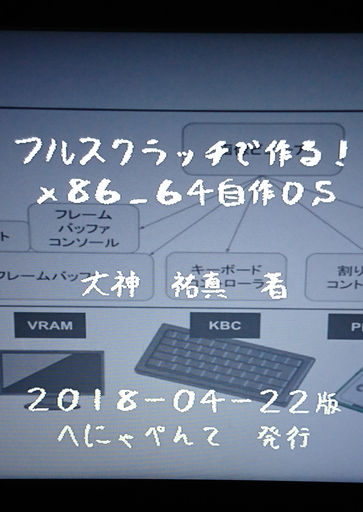 フルスクラッチで作る！
x86_64自作OS
フレーム
バッファ
コンソール
ト
フレームバッフ
キーボード
コントローラ
割り
コント
大神 祐真 著
VRAM
KBC
2018-04-22版
へにゃぺんて 発行